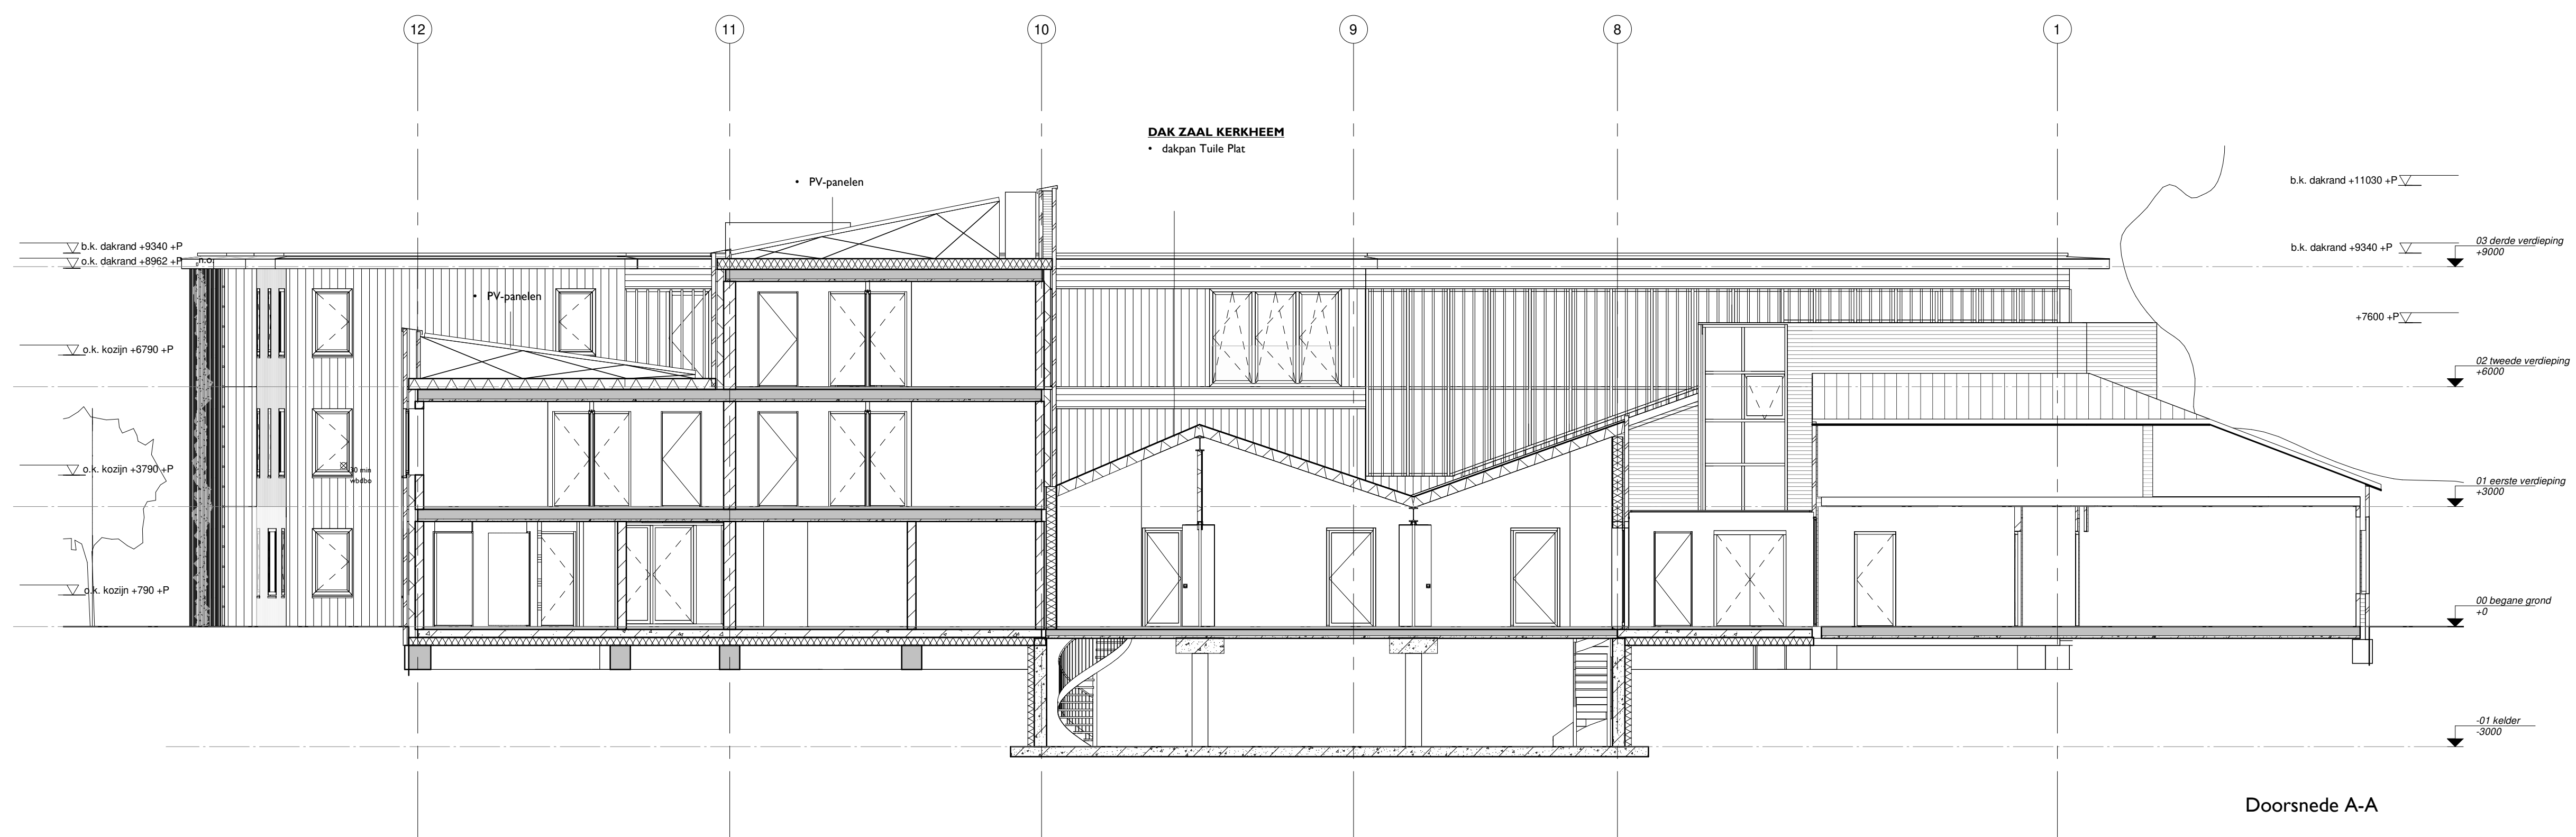 12
11
10
9
8
1
DAK ZAAL KERKHEEM
• dakpan Tuile Plat
• PV-panelen
b.k. dakrand +11030 +P
b.k. dakrand +9340 +P
o.k. dakrand +8962 +P
n.o.
b.k. dakrand +9340 +P
03 derde verdieping
+9000
• PV-panelen
+7600 +P
o.k. kozijn +6790 +P
02 tweede verdieping
+6000
o.k. kozijn +3790 +P
30 min
wbdbo
01 eerste verdieping
+3000
o.k. kozijn +790 +P
00 begane grond
+0
-01 kelder
-3000
Doorsnede A-A